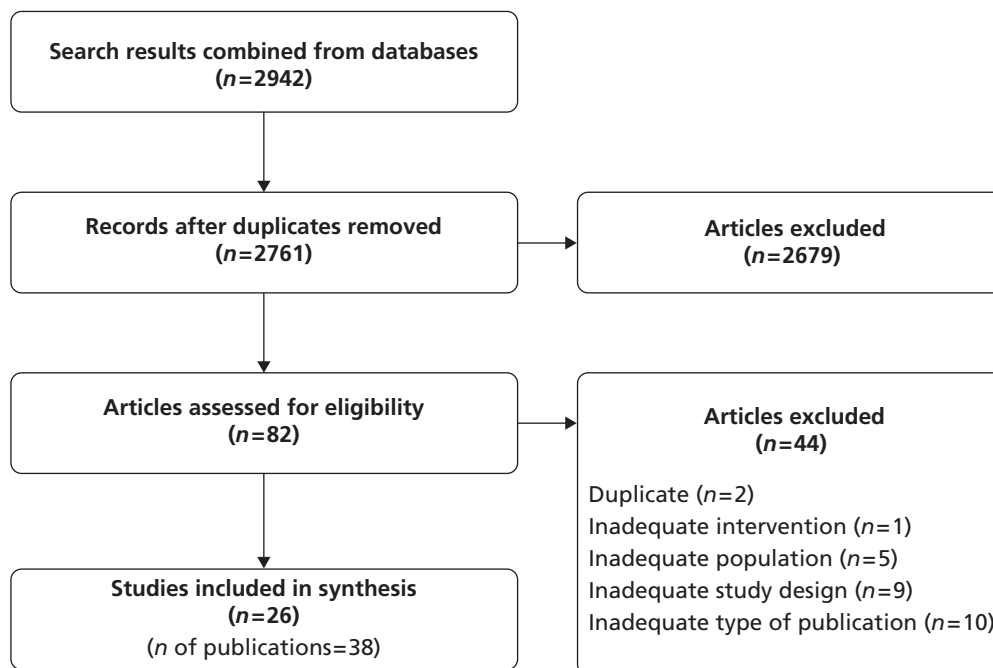 Search results combined from databases
(n=2942)
Records after duplicates removed
(n=2761)
Articles excluded
(n=2679)
Articles assessed for eligibility
(n=82)
Articles excluded
(n=44)
Duplicate (n=2)
Inadequate intervention (n=1)
Inadequate population (n=5)
Inadequate study design (n=9)
Inadequate type of publication (n=10)
Studies included in synthesis
(n=26)
(n of publications=38)